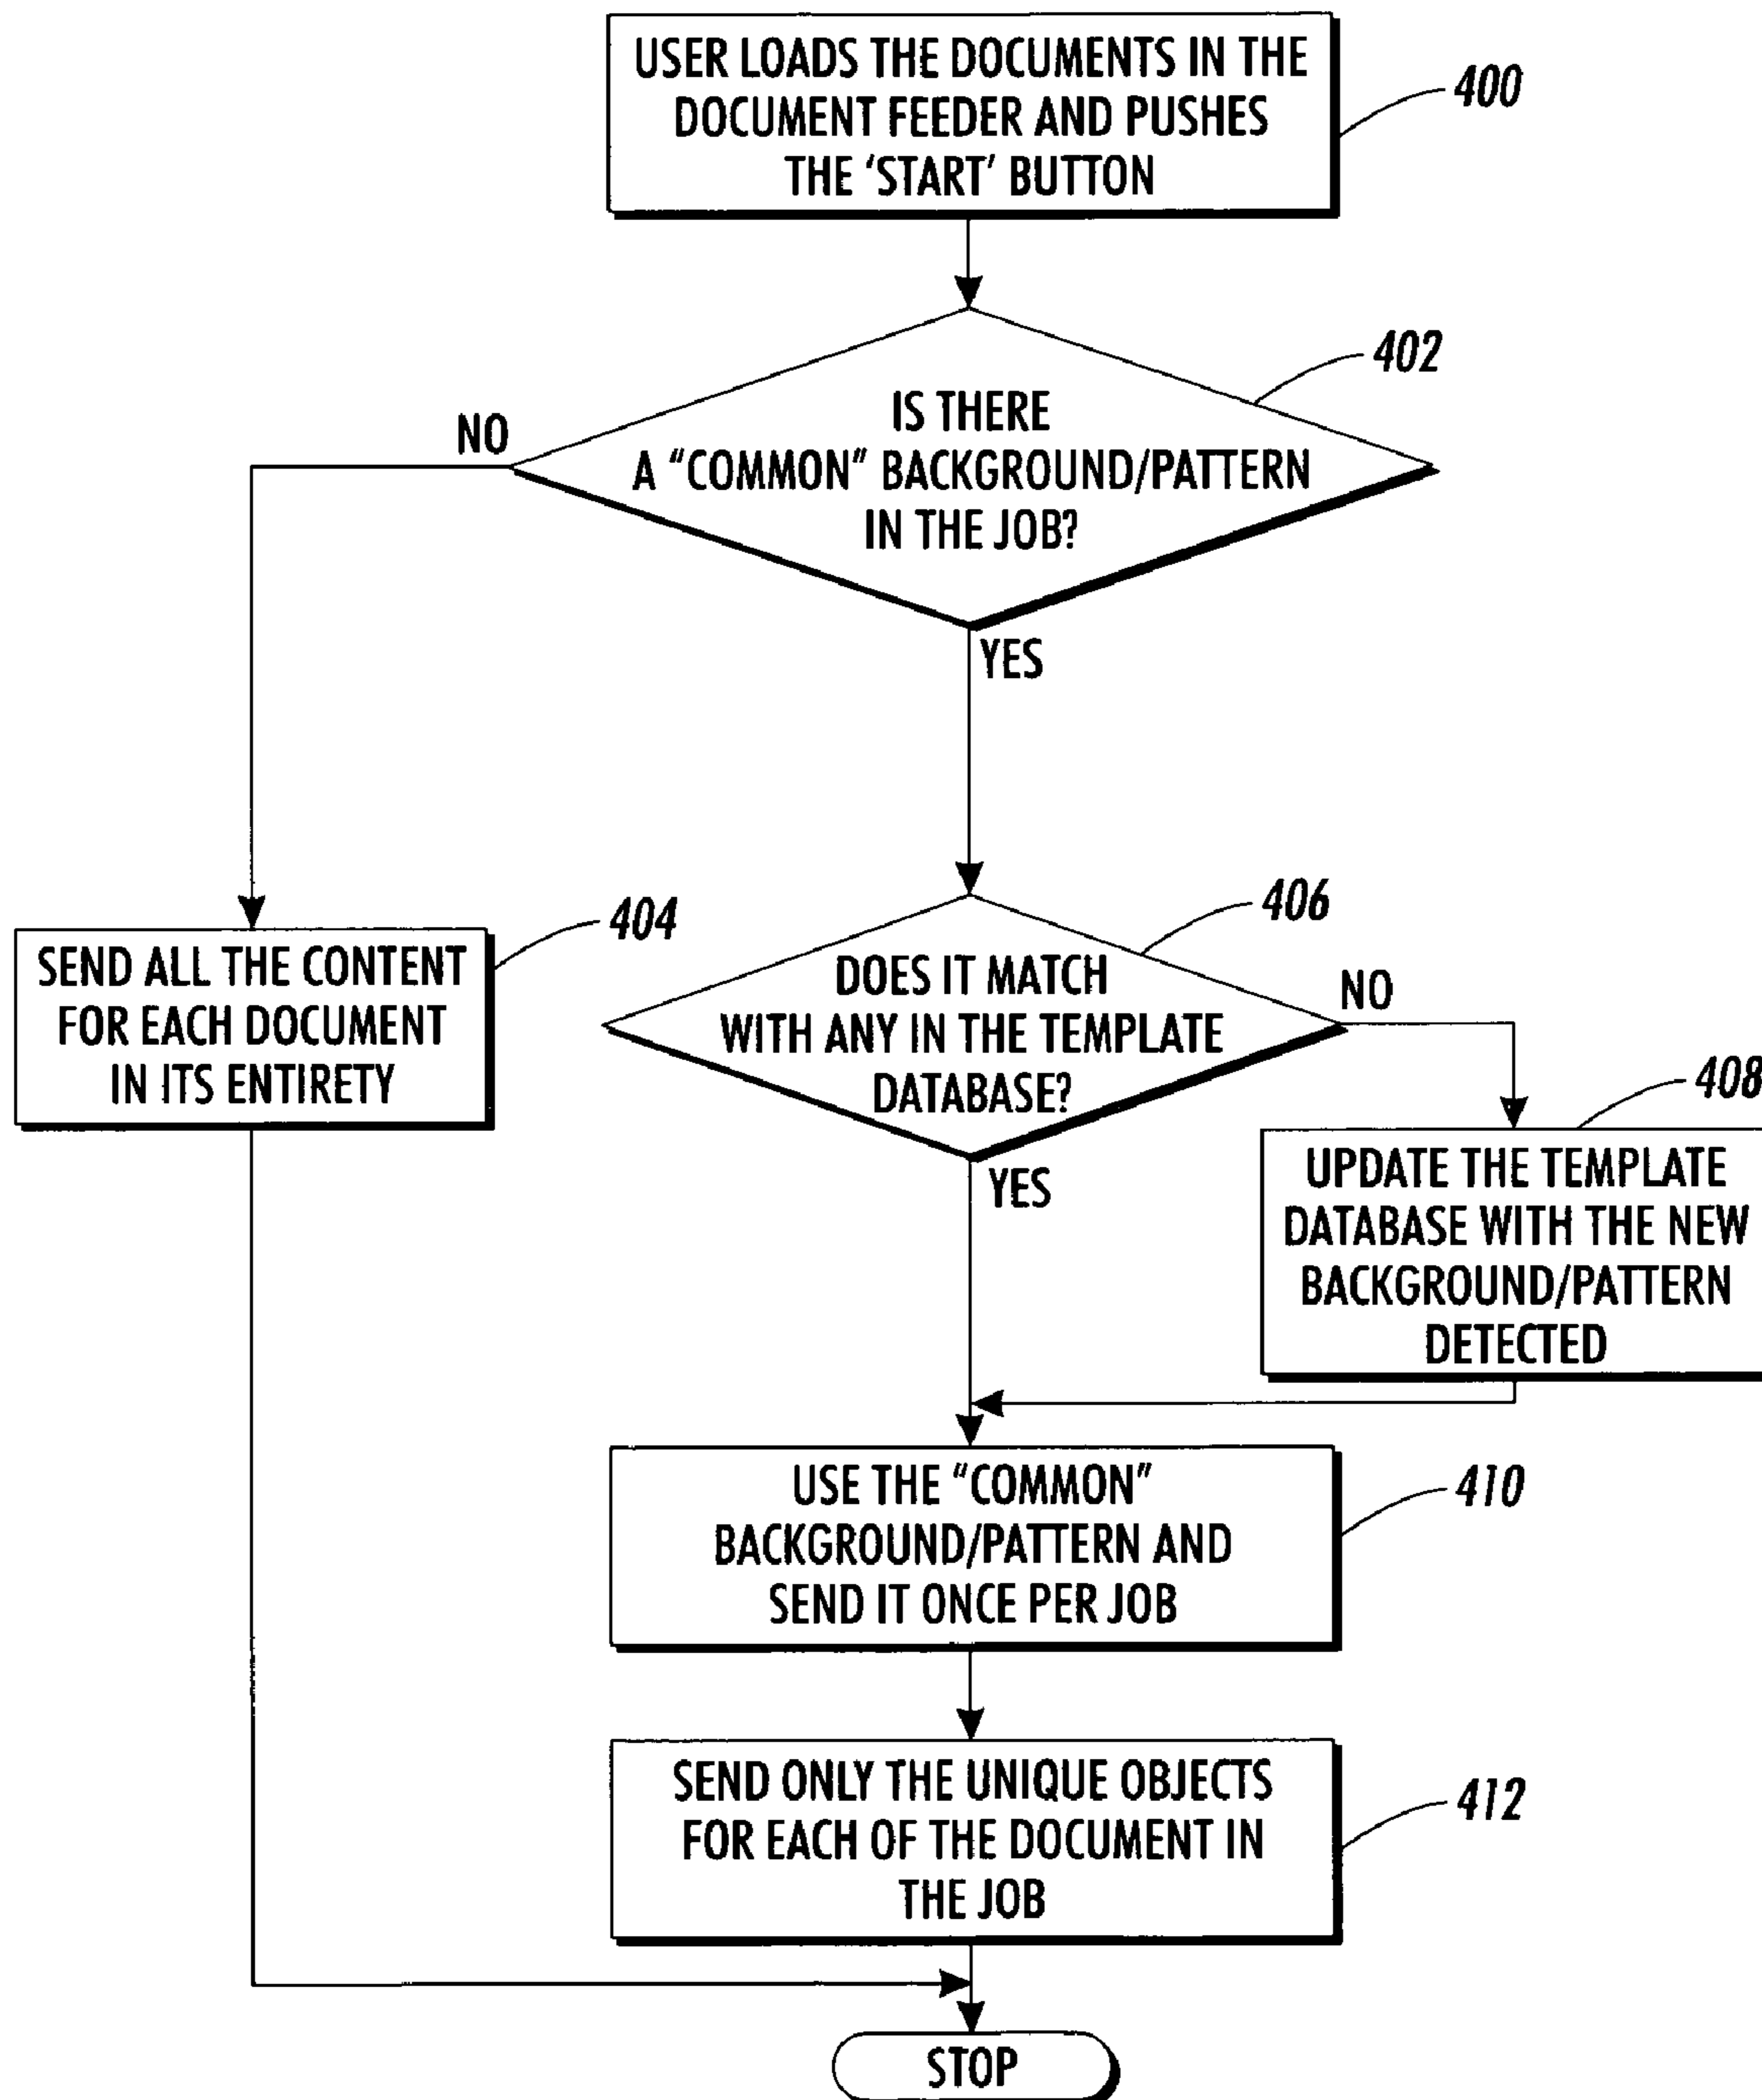 USER LOADS THE DOCUMENTS IN THE
DOCUMENT FEEDER AND PUSHES
THE 'START' BUTTON
400
IS THERE
A "COMMON" BACKGROUND/PATTERN
IN THE JOB?
402
NO
YES
SEND ALL THE CONTENT
FOR EACH DOCUMENT
IN ITS ENTIRETY
404
DOES IT MATCH
WITH ANY IN THE TEMPLATE
DATABASE?
406
NO
YES
UPDATE THE TEMPLATE
DATABASE WITH THE NEW
BACKGROUND/PATTERN
DETECTED
408
USE THE "COMMON"
BACKGROUND/PATTERN AND
SEND IT ONCE PER JOB
410
SEND ONLY THE UNIQUE OBJECTS
FOR EACH OF THE DOCUMENT IN
THE JOB
412
STOP